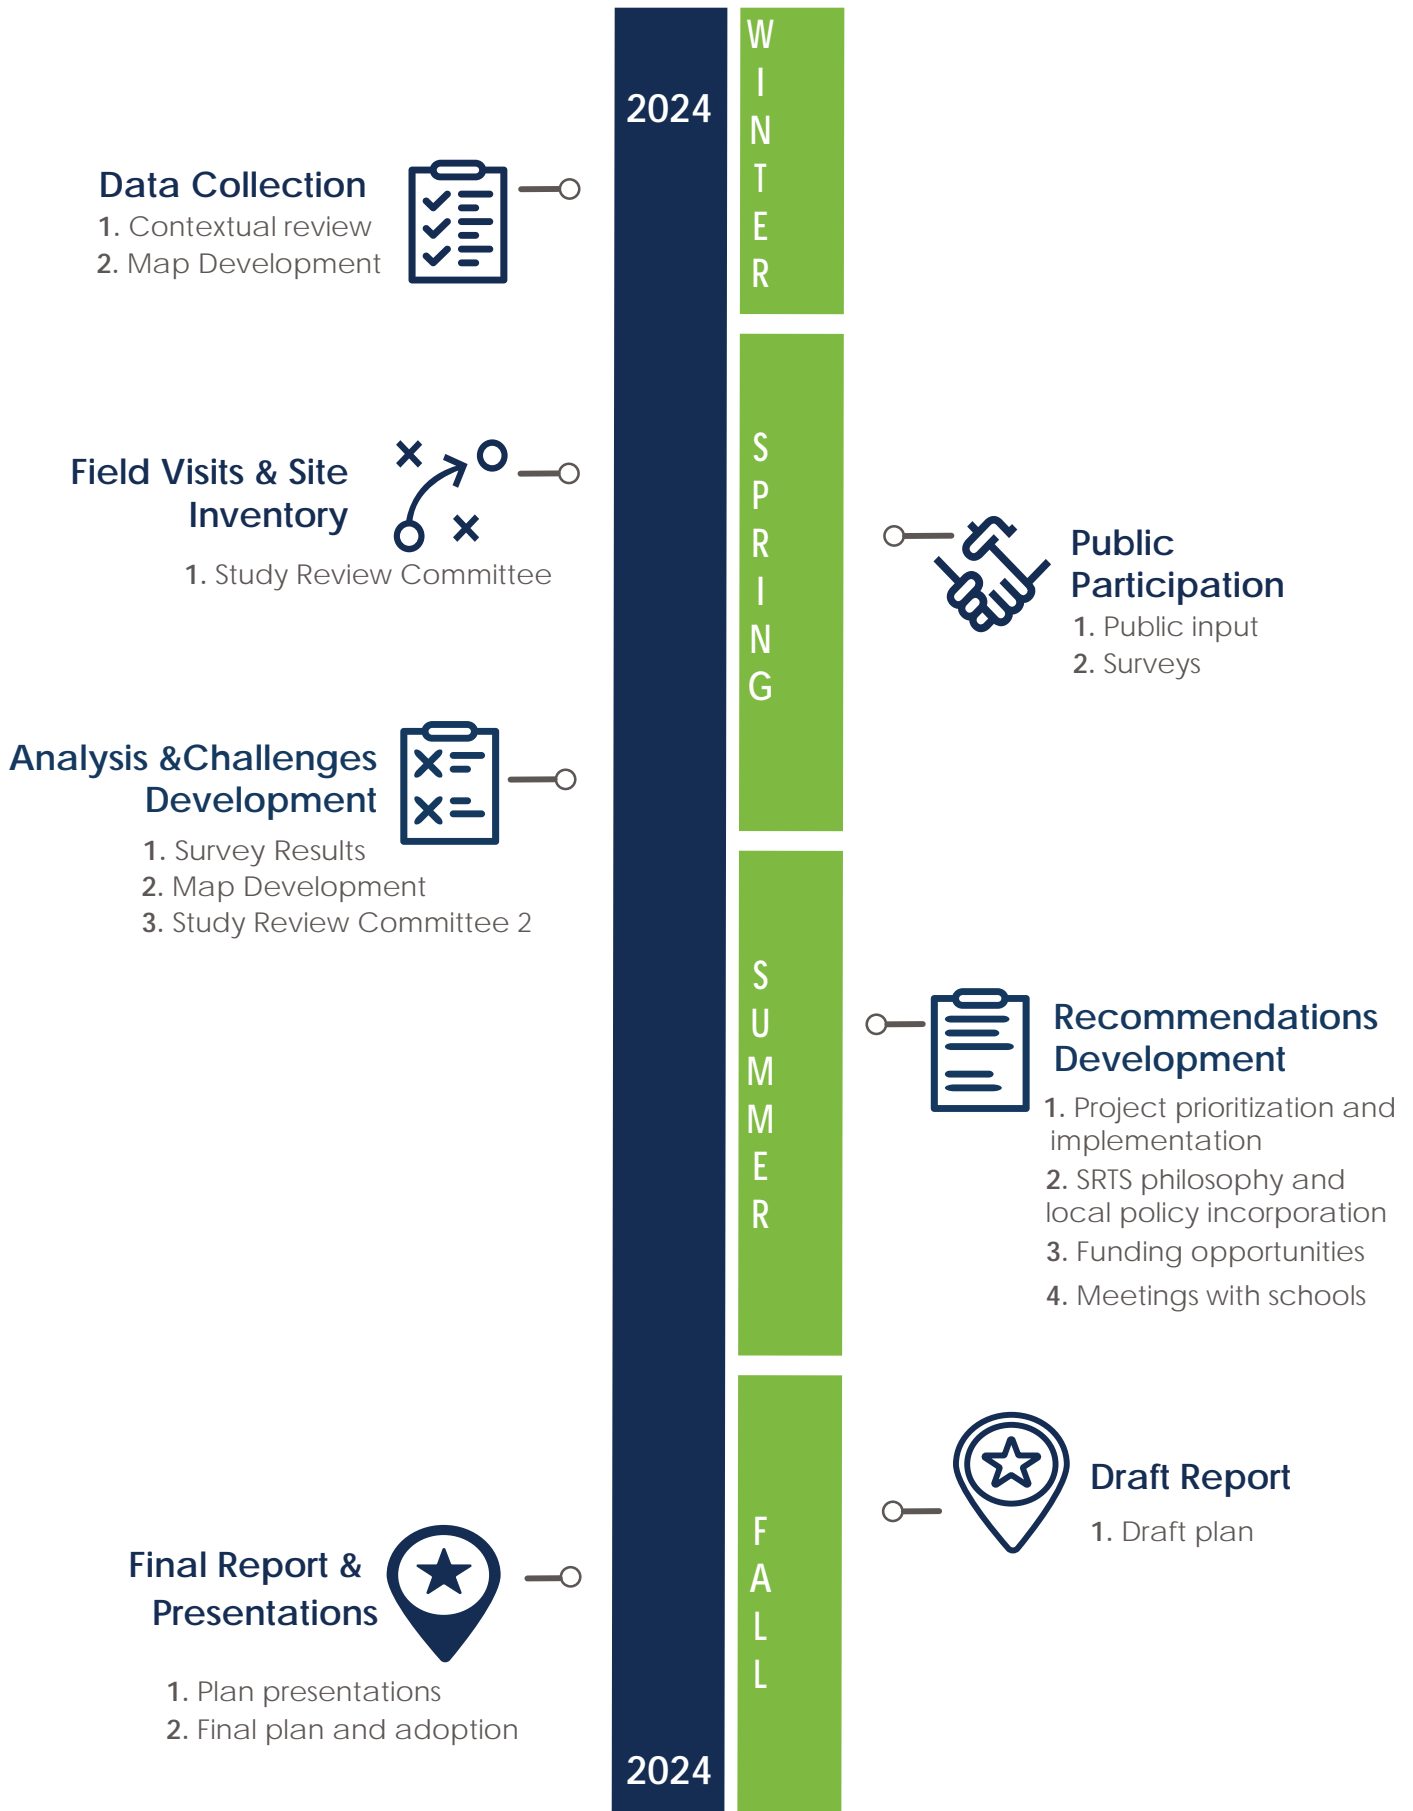 2024
WINTER
Data Collection
1. Contextual review
2. Map Development
SPRING
Field Visits & Site
Inventory
1. Study Review Committee
Public
Participation
1. Public input
2. Surveys
Analysis &Challenges
Development
1. Survey Results
2. Map Development
3. Study Review Committee 2
SUMMER
Recommendations
Development
1. Project prioritization and
implementation
2. SRTS philosophy and
local policy incorporation
3. Funding opportunities
4. Meetings with schools
FALL
Draft Report
1. Draft plan
Final Report &
Presentations
1. Plan presentations
2. Final plan and adoption
2024